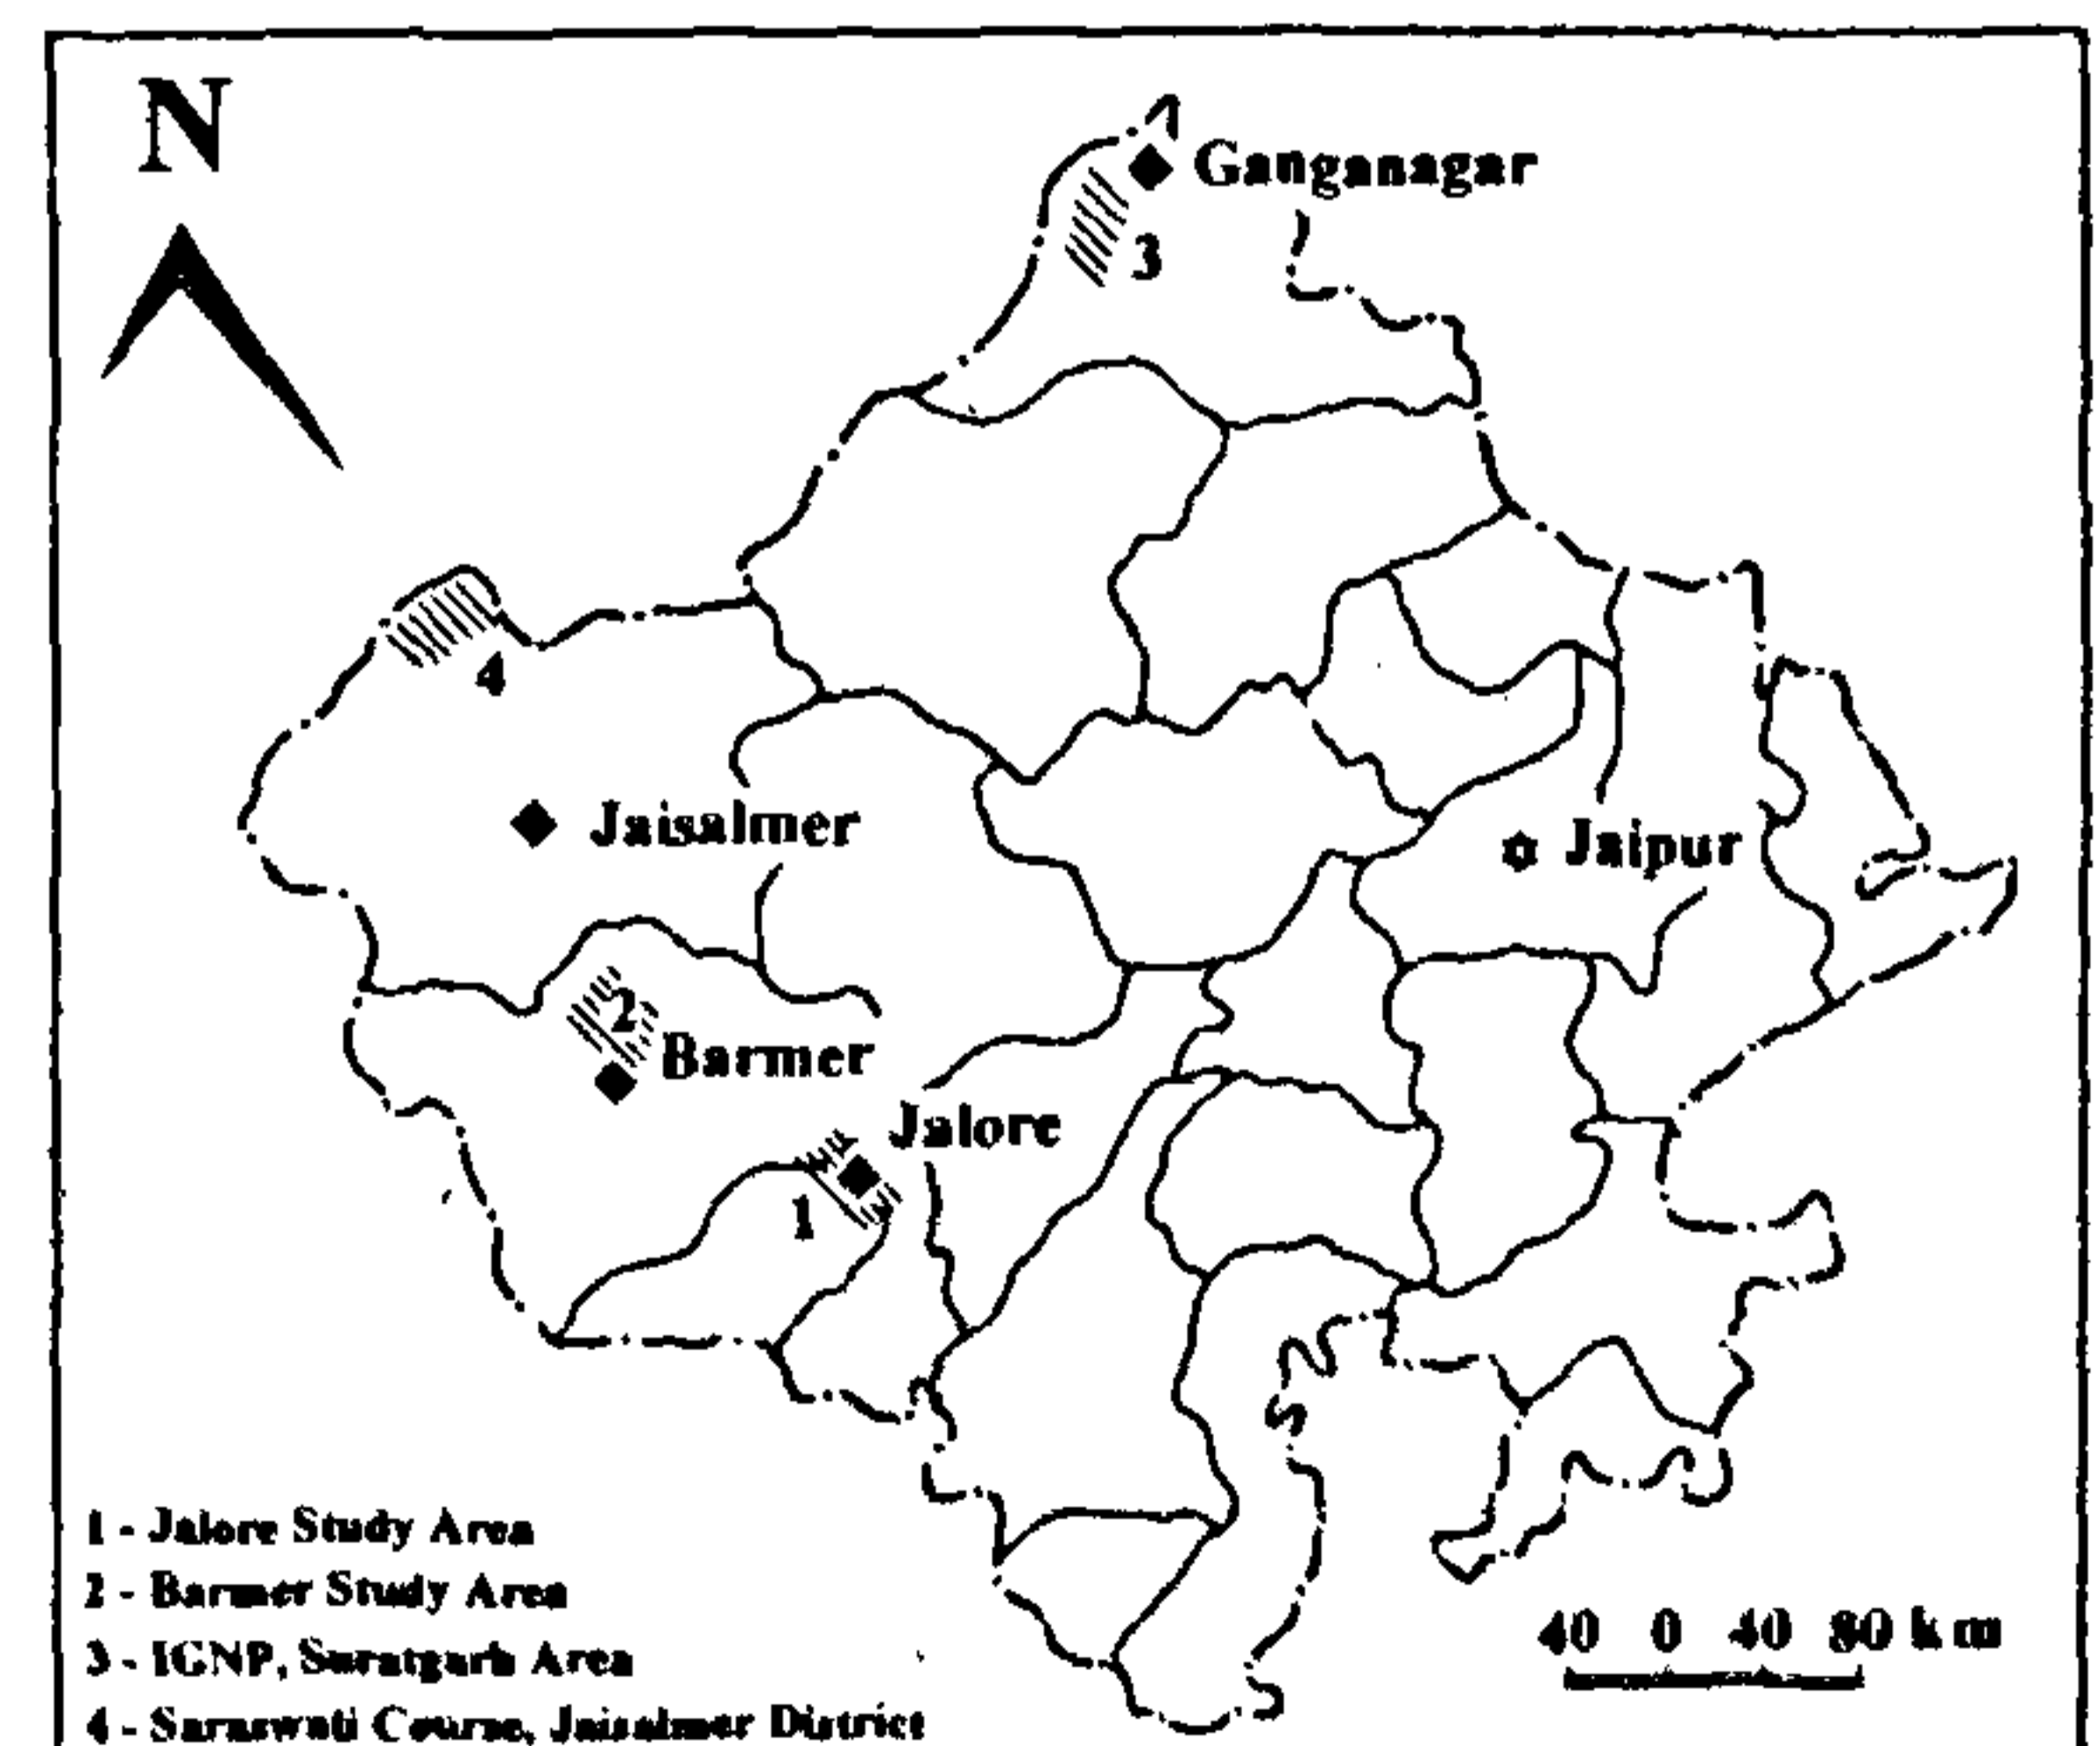 N
Ganganagar
3
4
Jaisalmer
Jaipur
2
Barmer
Jalore
1
1 - Jalore Study Area
2 - Barmer Study Area
3 - IGNP, Suratgarh Area
4 - Saraswati Course, Jaisalmer District
40 0 40 80 km